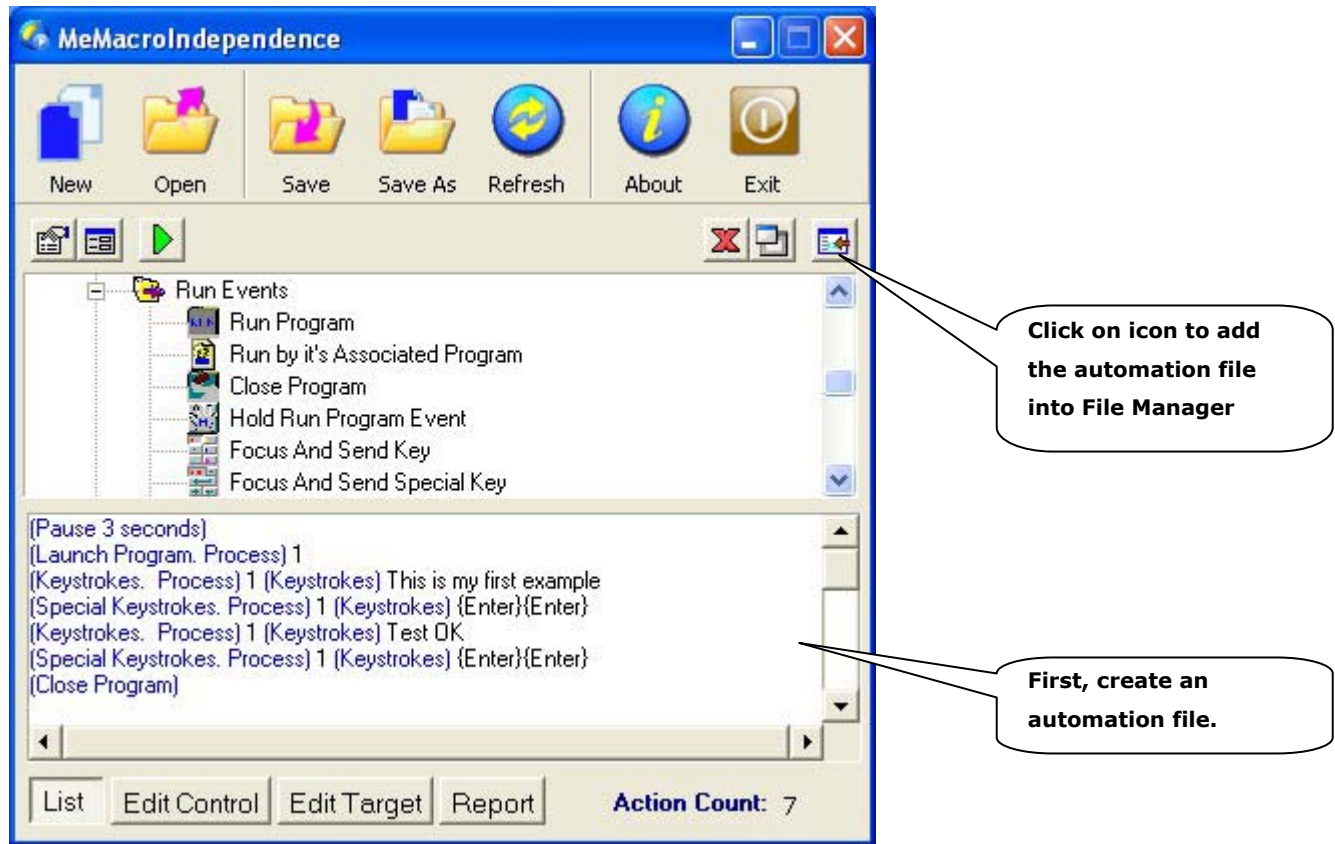 MeMacroIndependence
New Open Save Save As Refresh About Exit
Run Events
RUN
Run Program
Run by it's Associated Program
Close Program
Hold Run Program Event
Focus And Send Key
Focus And Send Special Key
Click on icon to add
the automation file
into File Manager
(Pause 3 seconds)
(Launch Program. Process) 1
(Keystrokes.  Process) 1 (Keystrokes) This is my first example
(Special Keystrokes. Process) 1 (Keystrokes) {Enter}{Enter}
(Keystrokes.  Process) 1 (Keystrokes) Test OK
(Special Keystrokes. Process) 1 (Keystrokes) {Enter}{Enter}
(Close Program)
First, create an
automation file.
List Edit Control Edit Target Report Action Count: 7